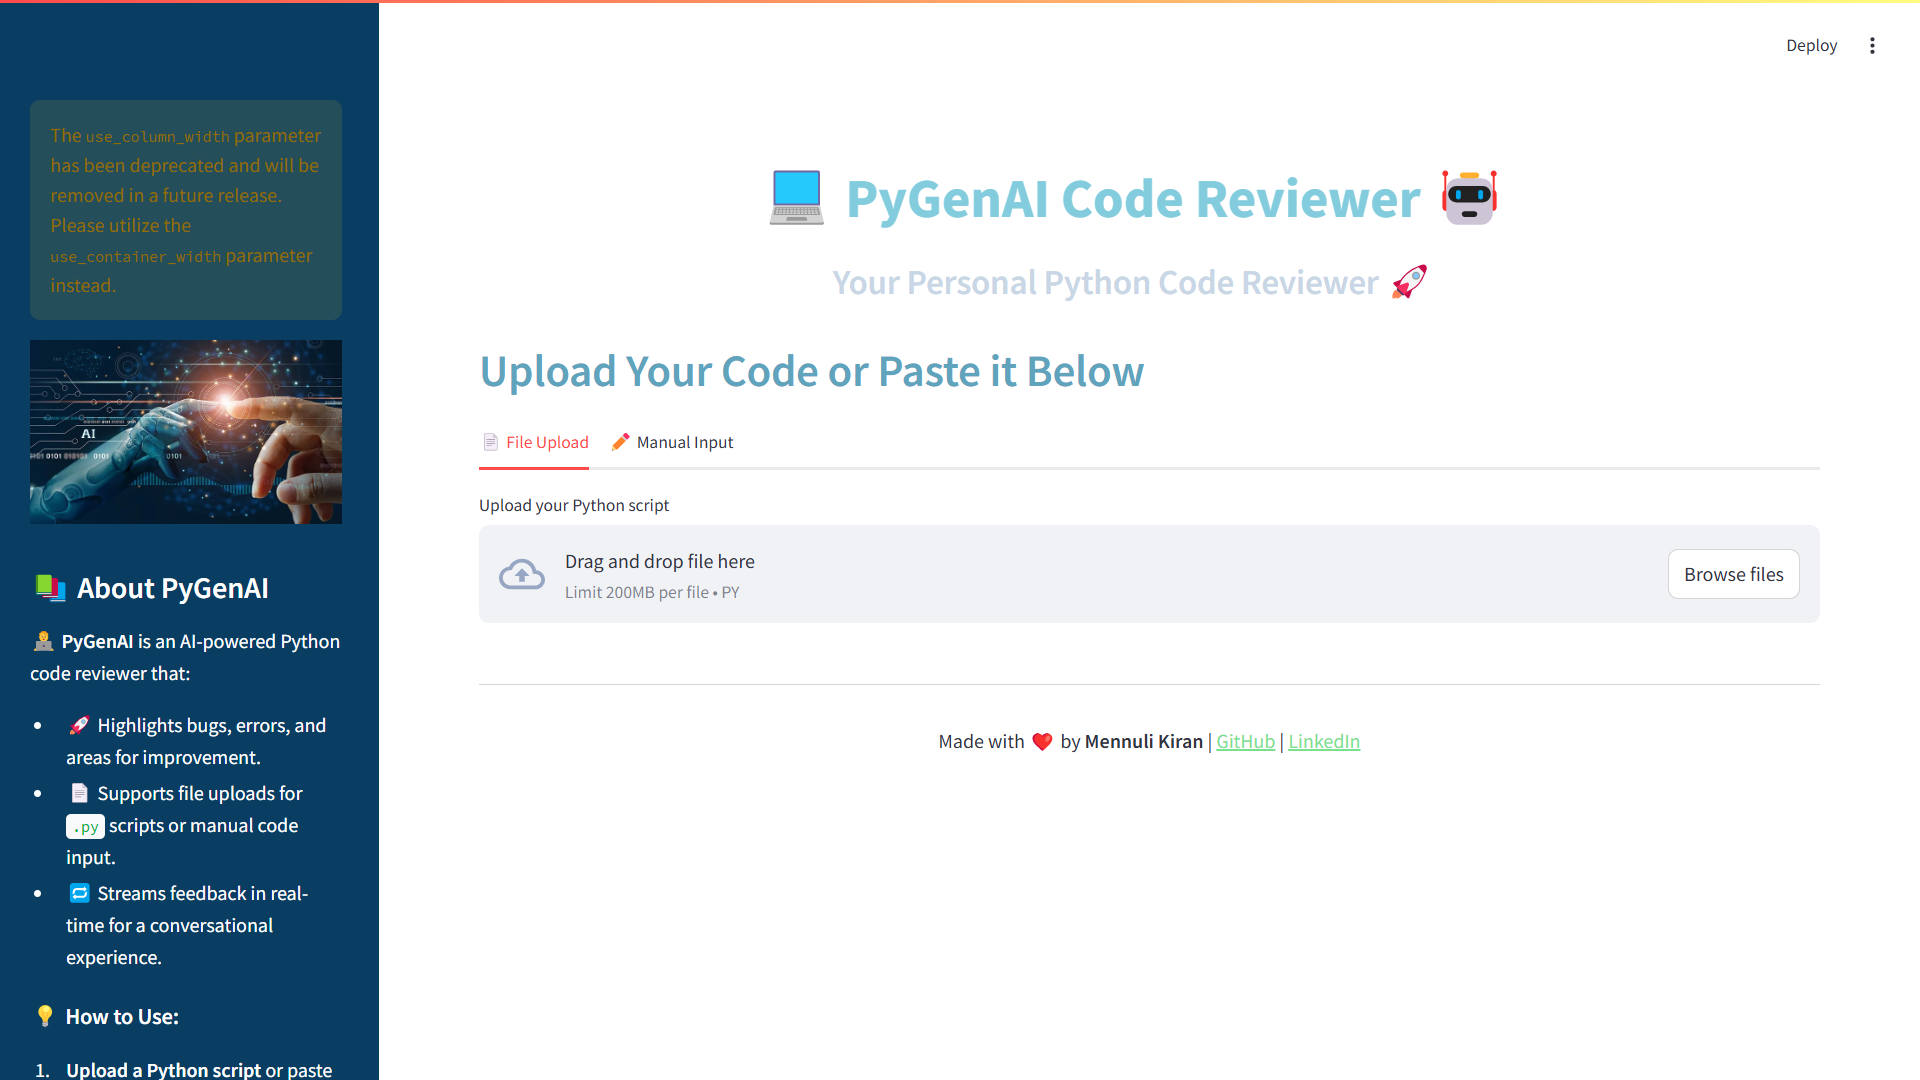 Deploy
The use_column_width parameter
has been deprecated and will be
removed in a future release.
Please utilize the
use_container_width parameter
instead.
AI
0101
📚 About PyGenAI
🧑‍💻 PyGenAI is an AI-powered Python
code reviewer that:
• 🚀 Highlights bugs, errors, and
areas for improvement.
• 📄 Supports file uploads for
.py scripts or manual code
input.
• 🔁 Streams feedback in real-
time for a conversational
experience.
💡 How to Use:
1. Upload a Python script or paste
💻 PyGenAI Code Reviewer 🤖
Your Personal Python Code Reviewer 🚀
Upload Your Code or Paste it Below
📄 File Upload
✏️ Manual Input
Upload your Python script
Drag and drop file here
Limit 200MB per file • PY
Browse files
Made with ❤️ by Mennuli Kiran | GitHub | LinkedIn